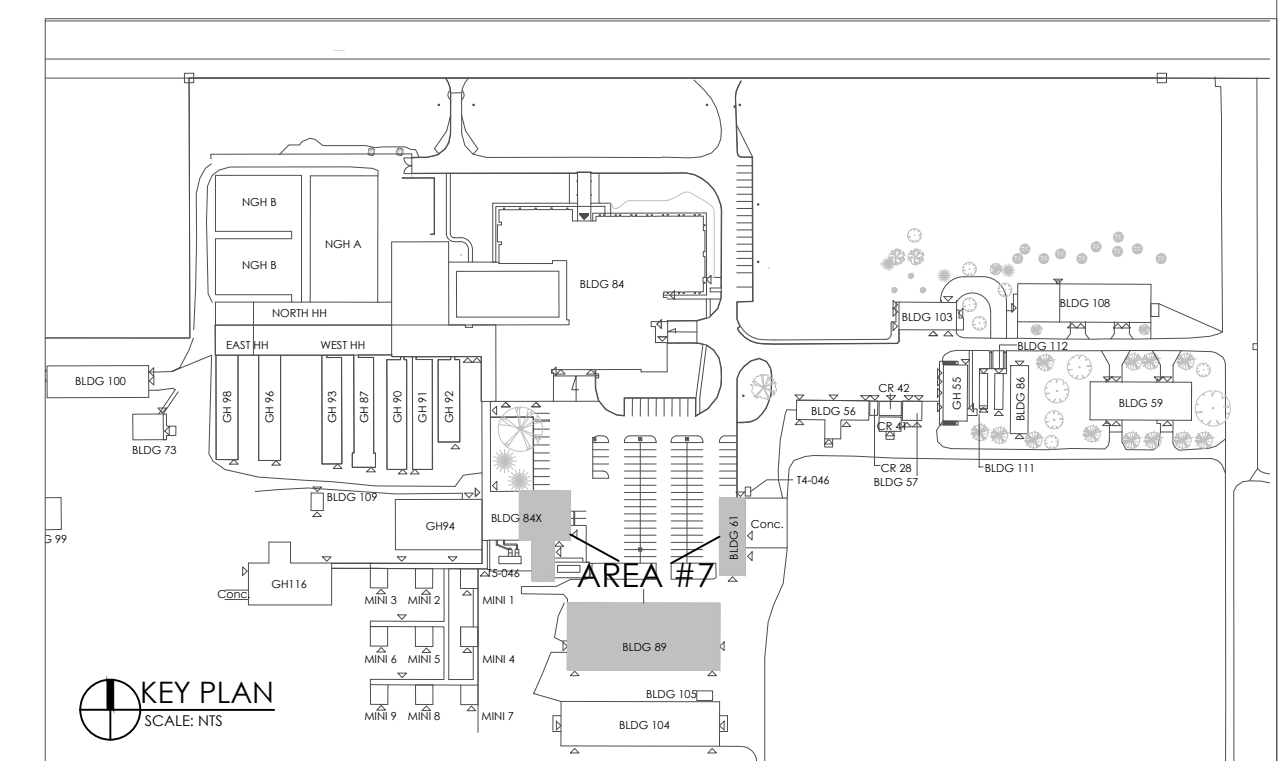 NGH B
NGH A
NGH B
BLDG 84
NORTH HH
EAST HH
WEST HH
BLDG 103
BLDG 108
BLDG 112
BLDG 100
BLDG 73
GH 98
GH 96
GH 93
GH 87
GH 90
GH 91
GH 92
CR 42
BLDG 56
CR 41
GH 55
BLDG 86
BLDG 59
CR 28
BLDG 57
BLDG 111
T4-046
BLDG 109
BLDG 84X
GH94
BLDG 61
Conc.
G 99
AREA #7
T5-046
GH116
Conc.
MINI 3
MINI 2
MINI 1
BLDG 89
MINI 6
MINI 5
MINI 4
KEY PLAN
SCALE: NTS
BLDG 105
MINI 9
MINI 8
MINI 7
BLDG 104